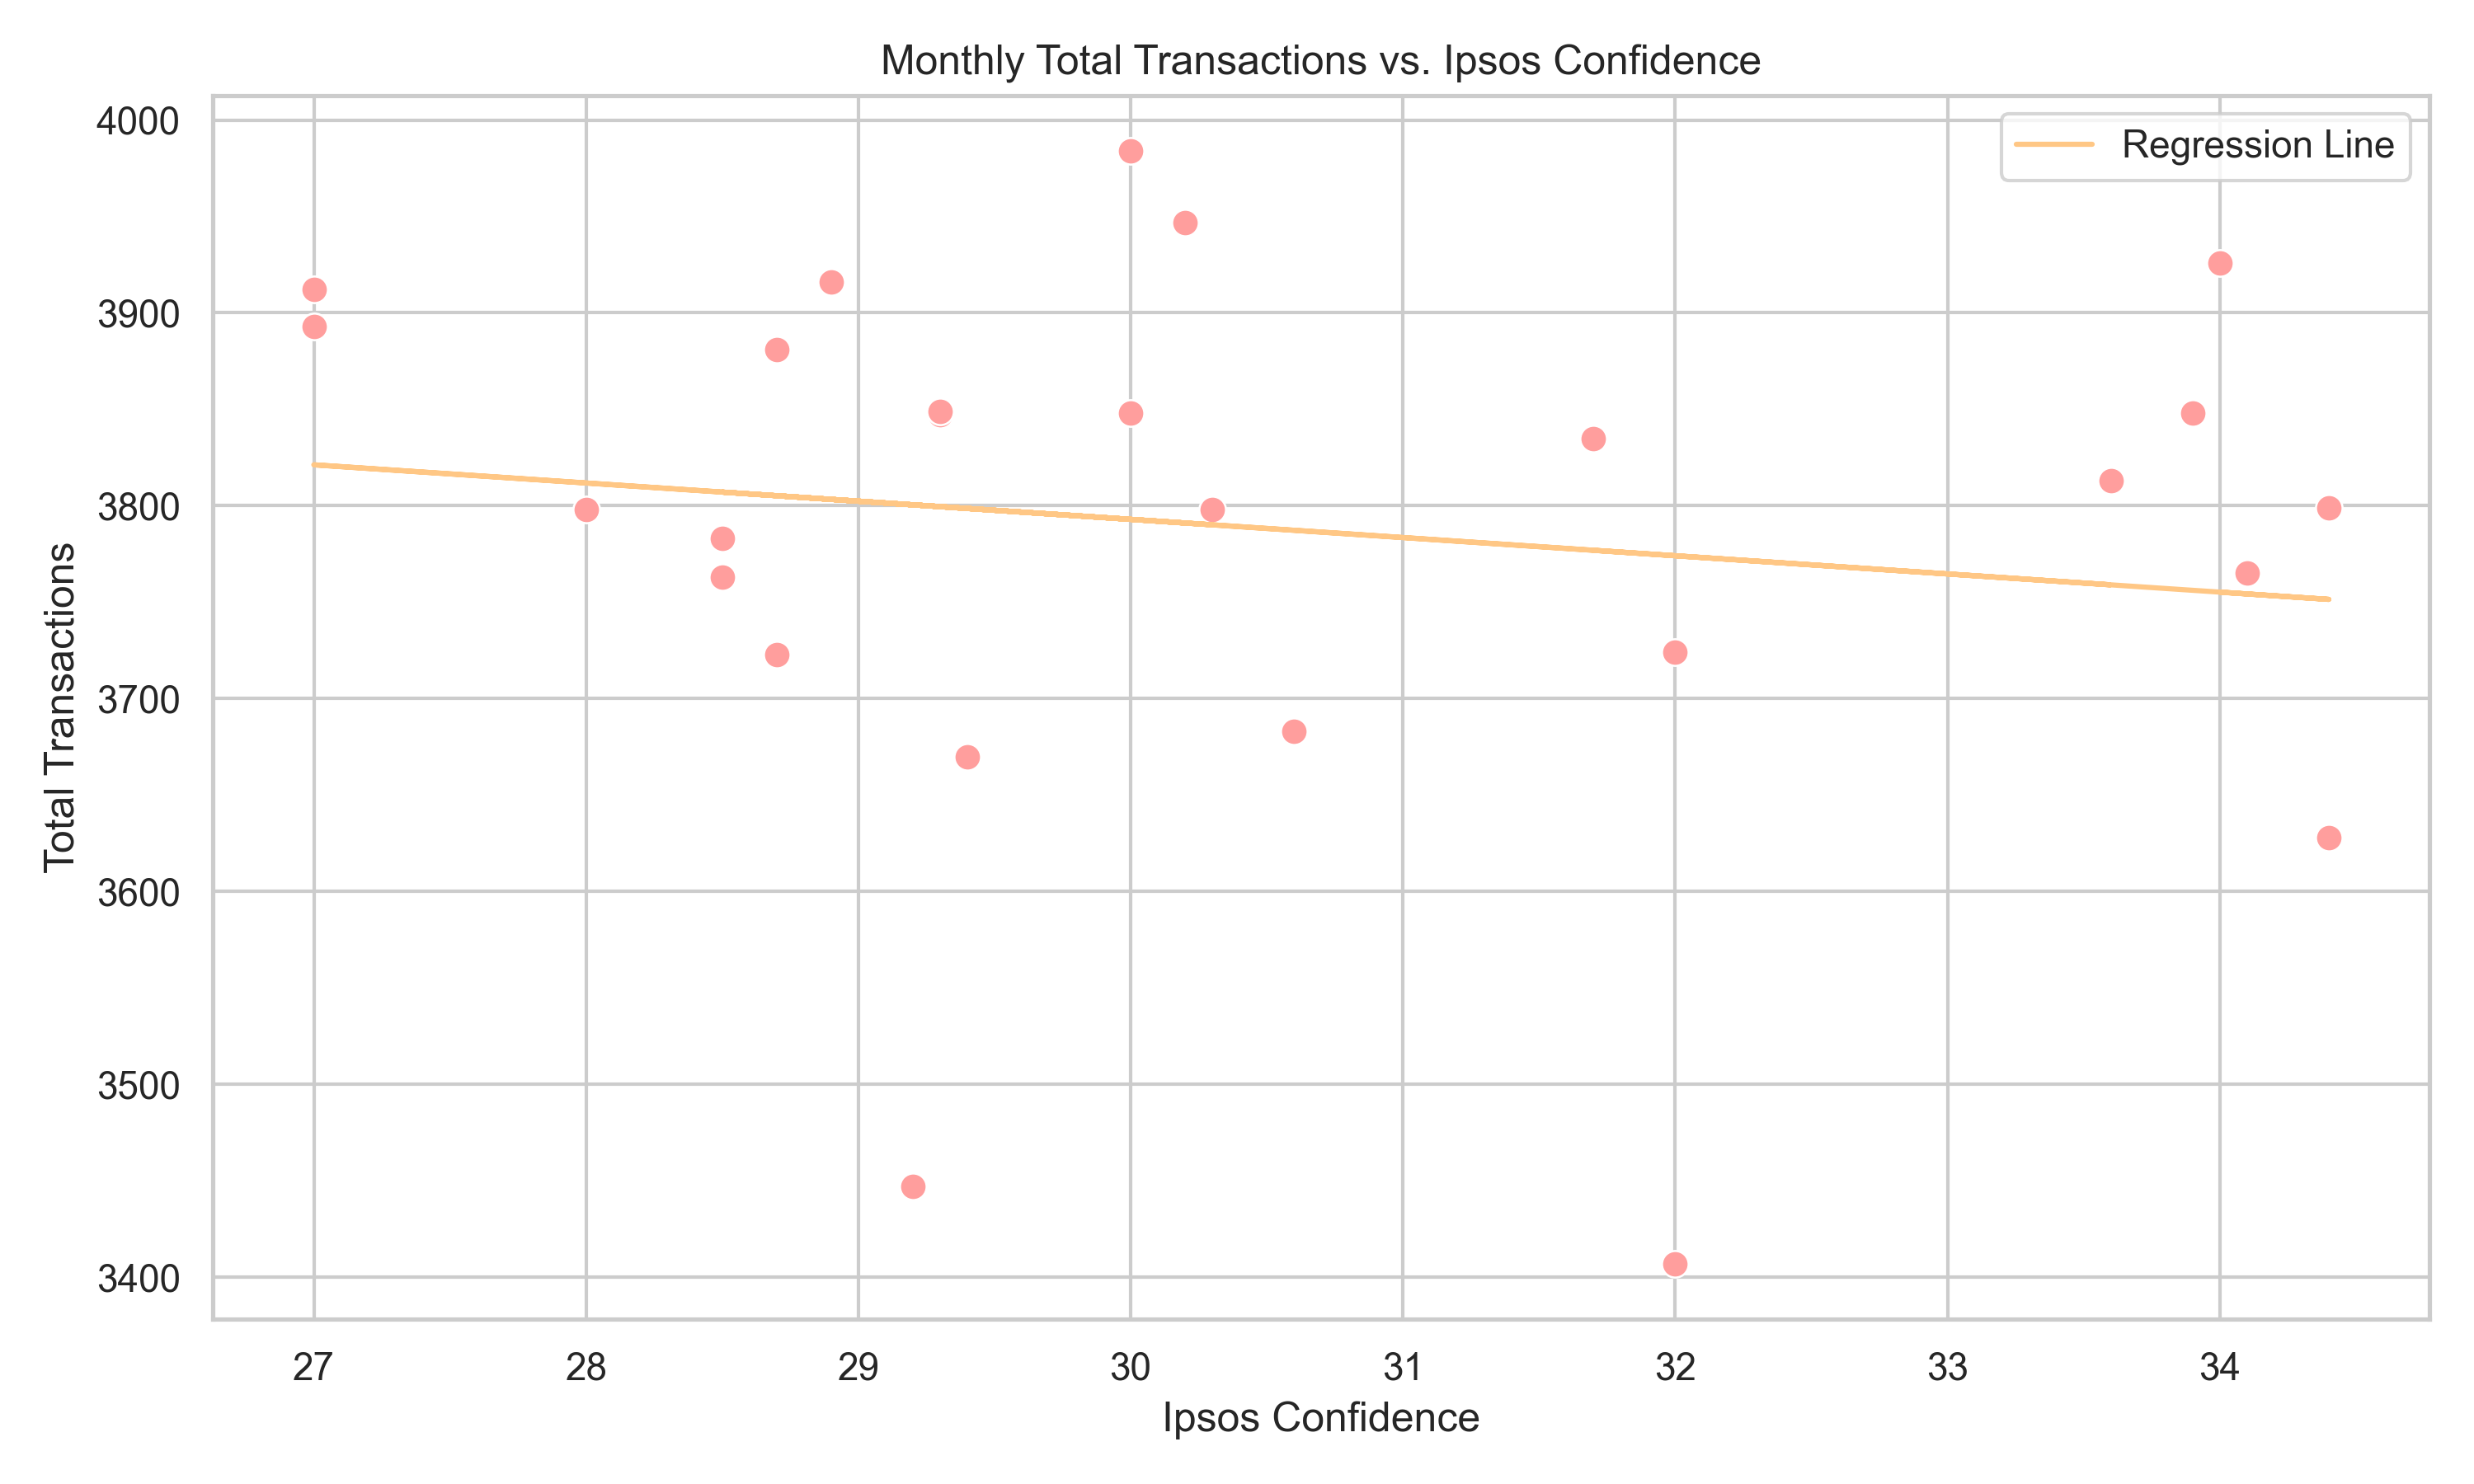 Monthly Total Transactions vs. Ipsos Confidence
Regression Line
4000
3900
3800
3700
3600
3500
3400
Total Transactions
27 28 29 30 31 32 33 34
Ipsos Confidence